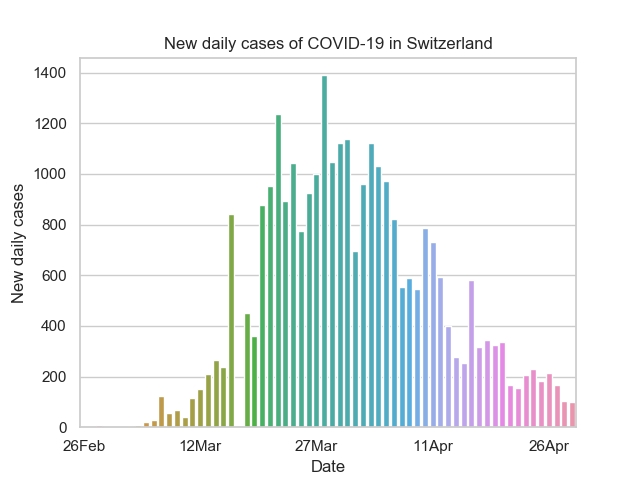 New daily cases of COVID-19 in Switzerland
New daily cases
1400
1200
1000
800
600
400
200
0
26Feb 12Mar 27Mar 11Apr 26Apr
Date